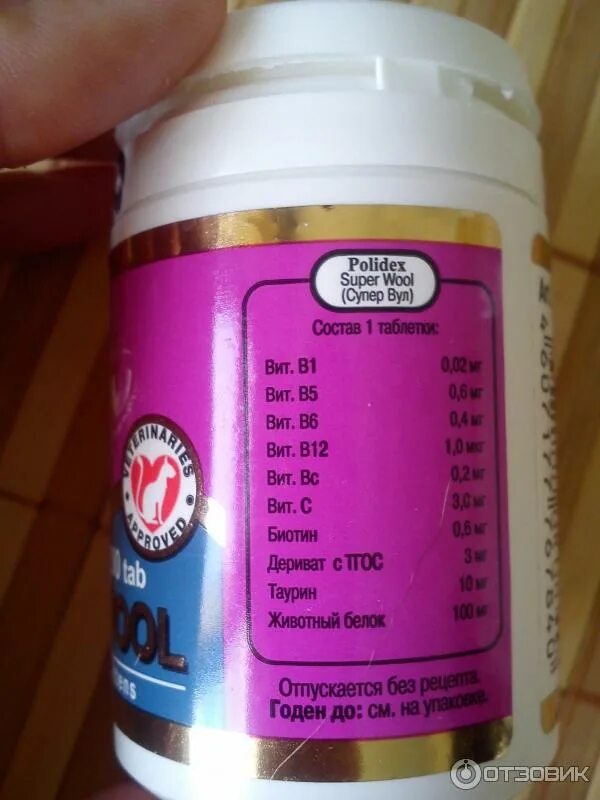 Polidex
Super Wool
(Супер Вул)
Состав 1 таблетки:
Вит. В1 0,02 мг
Вит. В5 0,6 мг
Вит. В6 0,4 мг
Вит. В12 1,0 мкг
Вит. Вс 0,2 мг
Вит. С 3,0 мг
Биотин 0,6 мг
Дериват с ТГОС 3 мг
Таурин 10 мг
Животный белок 100 мг
Отпускается без рецепта.
Годен до: см. на упаковке.
VETERINARIES
APPROVED
tab
OOL
ens
ОТЗОВИК